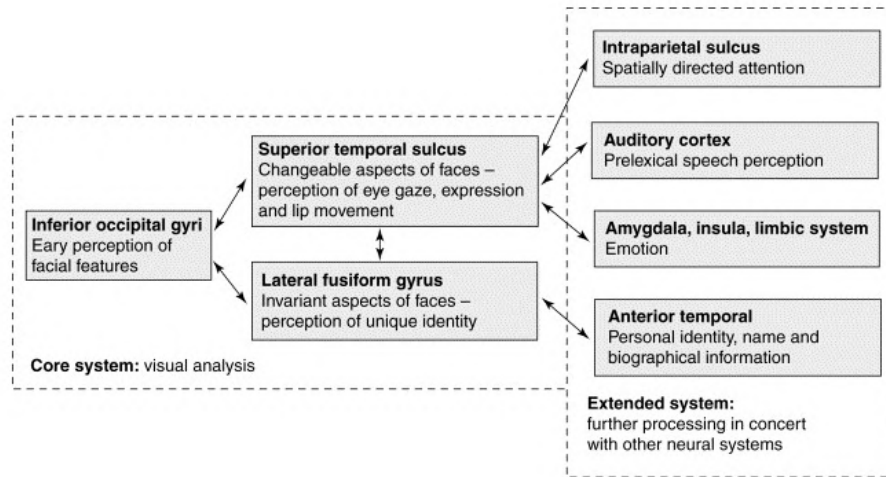 Intraparietal sulcus
Spatially directed attention
Superior temporal sulcus
Changeable aspects of faces –
perception of eye gaze, expression
and lip movement
Auditory cortex
Prelexical speech perception
Inferior occipital gyri
Eary perception of
facial features
Amygdala, insula, limbic system
Emotion
Lateral fusiform gyrus
Invariant aspects of faces –
perception of unique identity
Anterior temporal
Personal identity, name and
biographical information
Core system: visual analysis
Extended system:
further processing in concert
with other neural systems